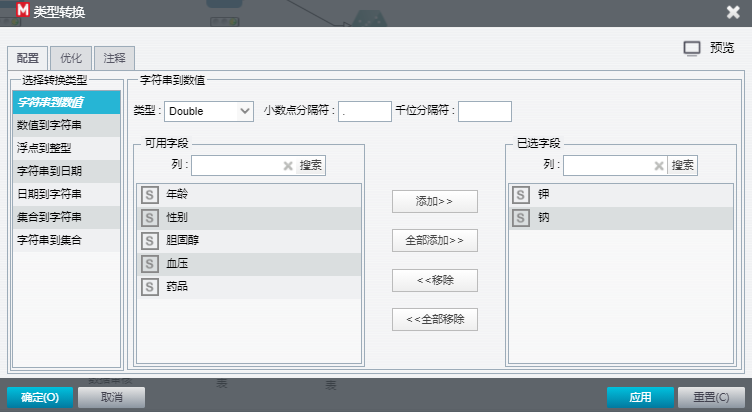 M 类型转换
预览
配置 优化 注释
选择转换类型
字符串到数值
数值到字符串
浮点到整型
字符串到日期
日期到字符串
集合到字符串
字符串到集合
字符串到数值
类型: Double 小数点分隔符: . 千位分隔符:
可用字段
列: 搜索
S 年龄
S 性别
S 胆固醇
S 血压
S 药品
添加>>
全部添加>>
<<移除
<<全部移除
已选字段
列: 搜索
S 钾
S 钠
表
表
确定(O) 取消 应用 重置(C)